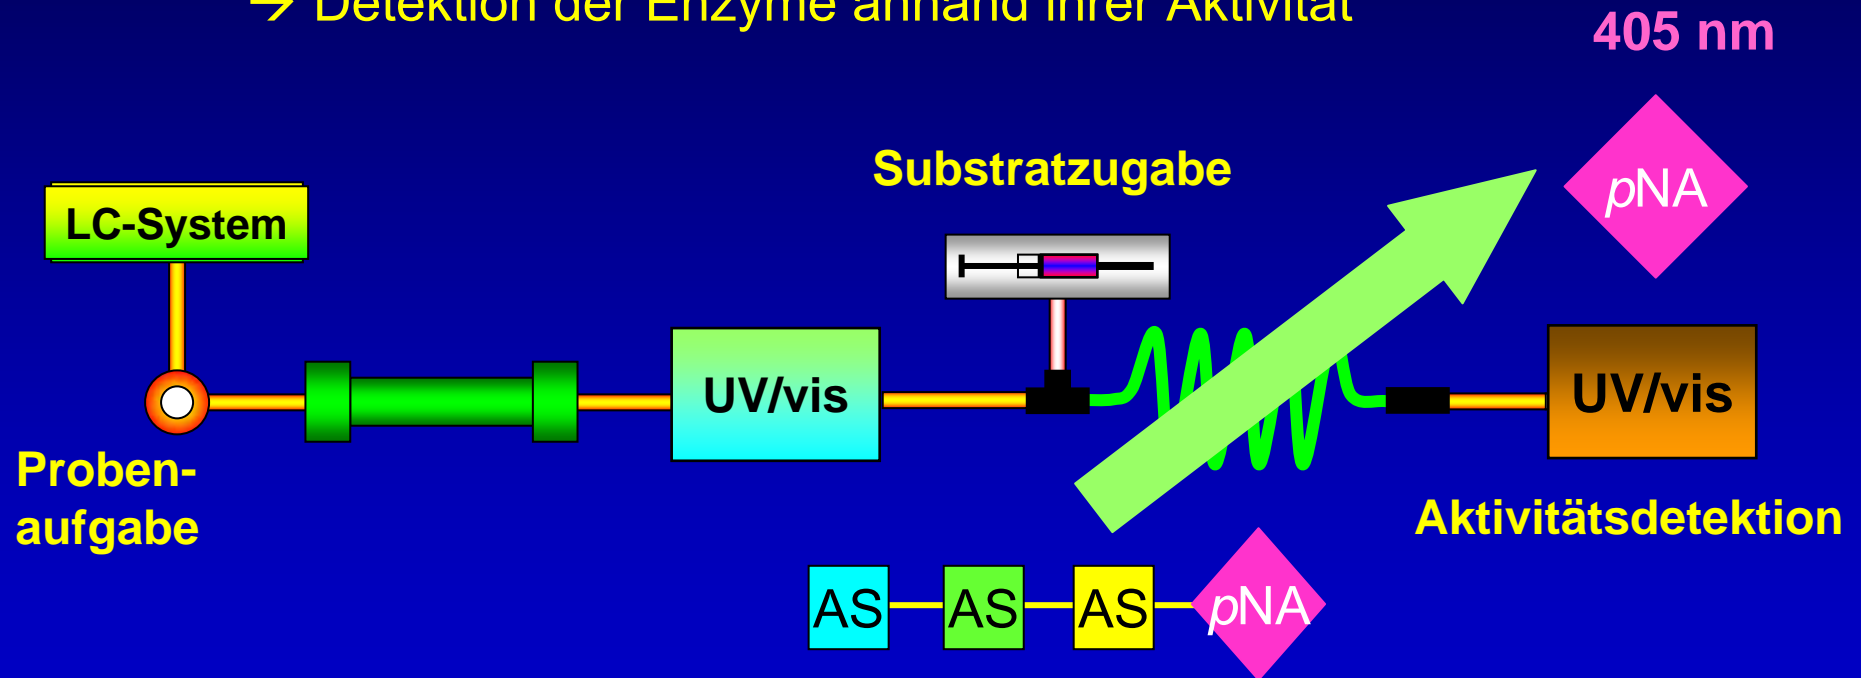 → Detektion der Enzyme anhand ihrer Aktivität
405 nm
Substratzugabe
pNA
LC-System
UV/vis
UV/vis
Proben-
aufgabe
Aktivitätsdetektion
AS AS AS pNA